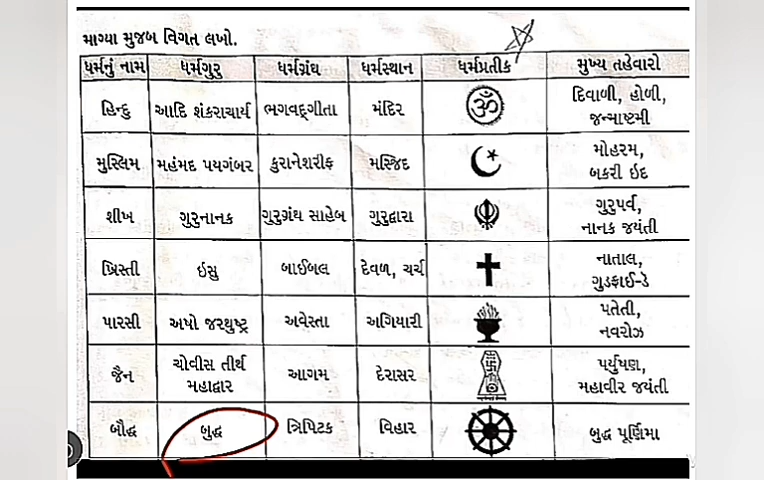 માગ્યા મુજબ વિગત લખો.
ધર્મનું નામ ધર્મગુરુ ધર્મગ્રંથ ધર્મસ્થાન ધર્મપ્રતીક મુખ્ય તહેવારો
હિન્દુ આદિ શંકરાચાર્ય ભગવદ્ગીતા મંદિર ૐ દિવાળી, હોળી,
જન્માષ્ટમી
મુસ્લિમ મહંમદ પયગંબર કુરાનેશરીફ મસ્જિદ મોહરમ,
બકરી ઇદ
શીખ ગુરુનાનક ગુરુગ્રંથ સાહેબ ગુરુદ્વારા ગુરુપર્વ,
નાનક જયંતી
ખ્રિસ્તી ઇસુ બાઈબલ દેવળ, ચર્ચ નાતાલ,
ગુડફ્રાઈ-ડે
પારસી અષો જરથુષ્ટ્ર અવેસ્તા અગિયારી પતેતી,
નવરોઝ
જૈન ચોવીસ તીર્થ
મહાદ્વાર આગમ દેરાસર પર્યુષણ,
મહાવીર જયંતી
બૌદ્ધ બુદ્ધ ત્રિપિટક વિહાર બુદ્ધ પૂર્ણિમા